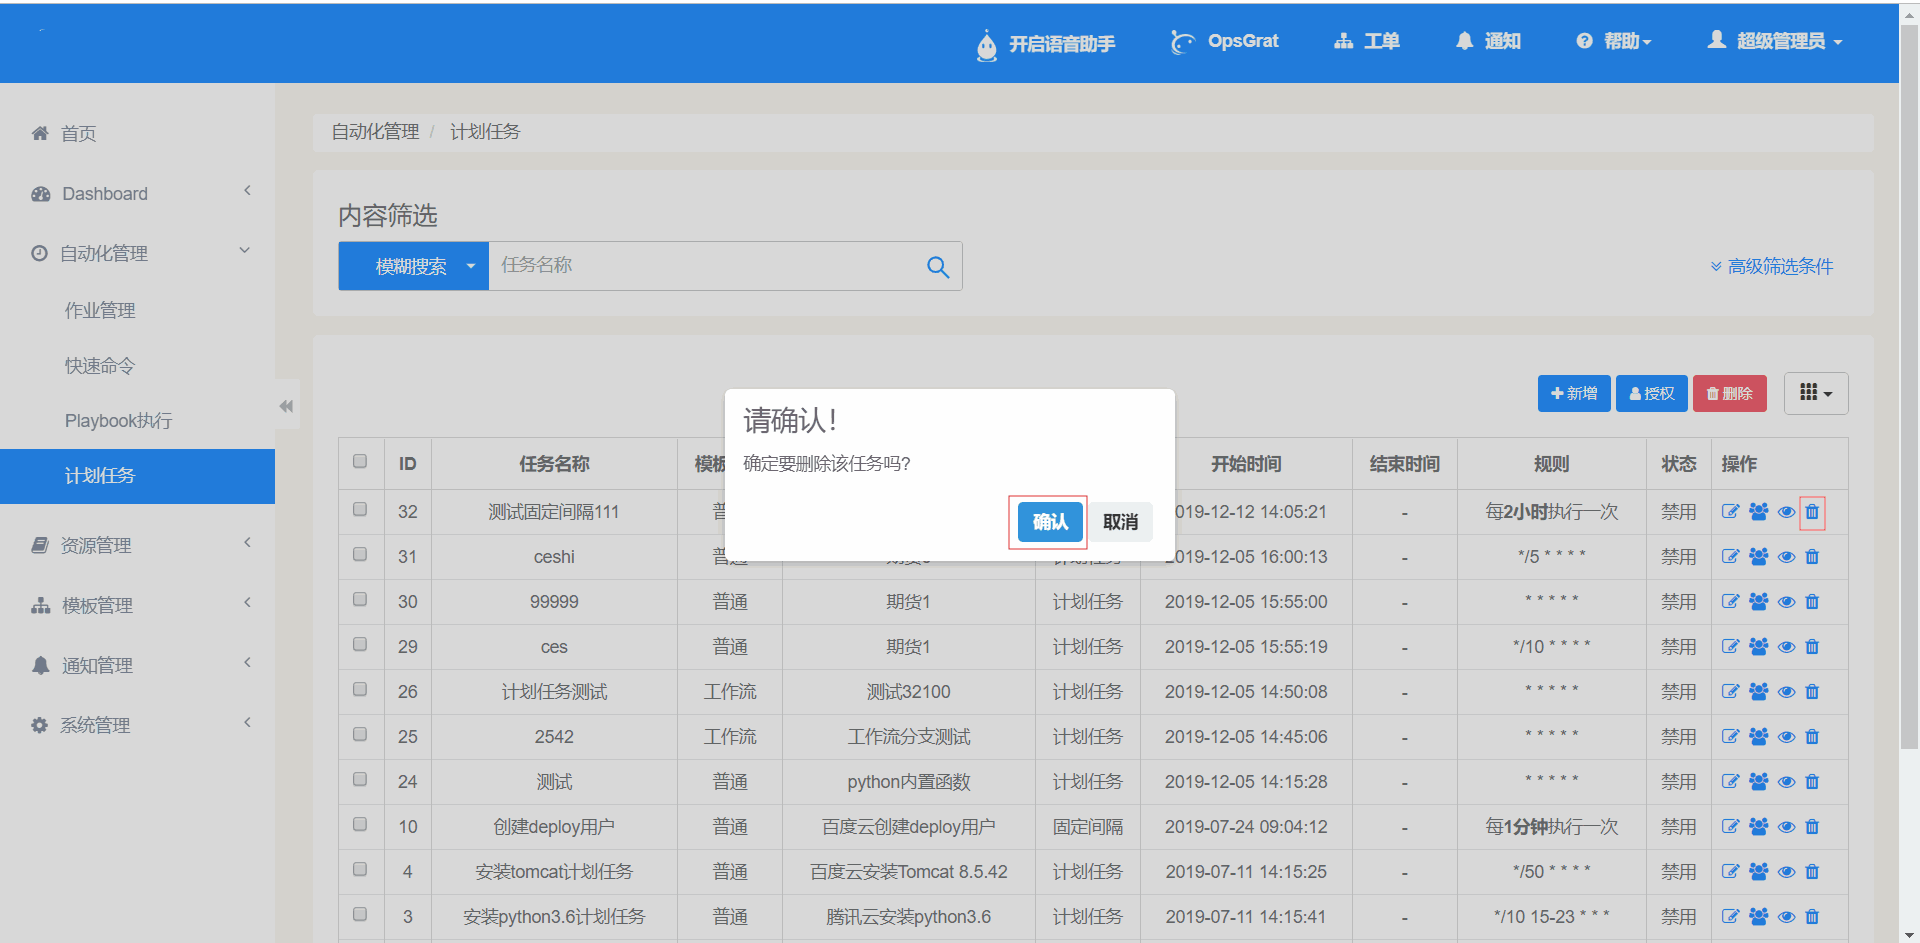 开启语音助手 OpsGrat 工单 通知 帮助 超级管理员
首页
Dashboard
自动化管理
作业管理
快速命令
Playbook执行
计划任务
资源管理
模板管理
通知管理
系统管理
自动化管理 / 计划任务
内容筛选
模糊搜索 任务名称 高级筛选条件
新增 授权 删除
请确认！
确定要删除该任务吗?
确认 取消
ID 任务名称 模板 开始时间 结束时间 规则 状态 操作
32 测试固定间隔111 普 019-12-12 14:05:21 - 每2小时执行一次 禁用
31 ceshi 普通 计划任务 2019-12-05 16:00:13 - */5 * * * * 禁用
30 99999 普通 期货1 计划任务 2019-12-05 15:55:00 - * * * * * 禁用
29 ces 普通 期货1 计划任务 2019-12-05 15:55:19 - */10 * * * * 禁用
26 计划任务测试 工作流 测试32100 计划任务 2019-12-05 14:50:08 - * * * * * 禁用
25 2542 工作流 工作流分支测试 计划任务 2019-12-05 14:45:06 - * * * * * 禁用
24 测试 普通 python内置函数 计划任务 2019-12-05 14:15:28 - * * * * * 禁用
10 创建deploy用户 普通 百度云创建deploy用户 固定间隔 2019-07-24 09:04:12 - 每1分钟执行一次 禁用
4 安装tomcat计划任务 普通 百度云安装Tomcat 8.5.42 计划任务 2019-07-11 14:15:25 - */50 * * * * 禁用
3 安装python3.6计划任务 普通 腾讯云安装python3.6 计划任务 2019-07-11 14:15:41 - */10 15-23 * * * 禁用